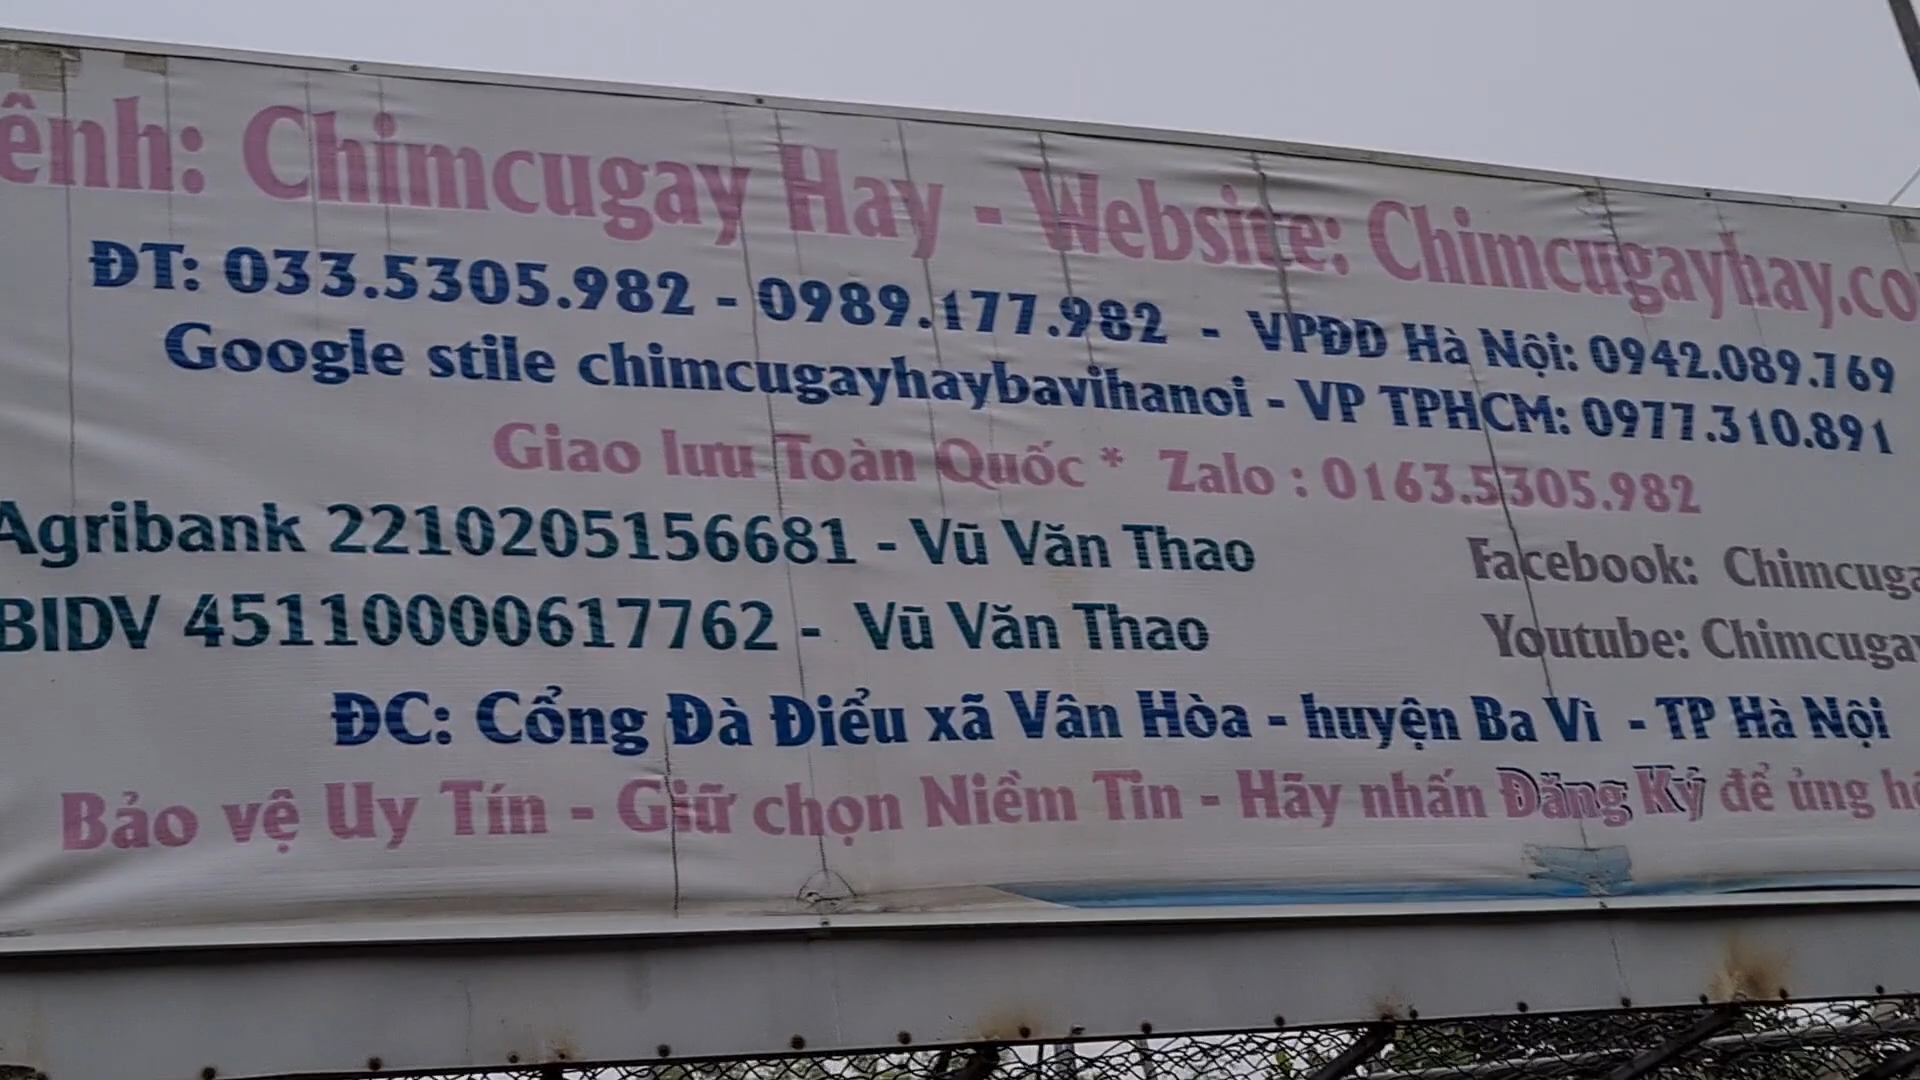 ênh: Chimcugay Hay - Website: Chimcugayhay.co
ĐT: 033.5305.982 - 0989.177.982 - VPĐD Hà Nội: 0942.089.769
Google stile chimcugayhaybavihanoi - VP TPHCM: 0977.310.891
Giao lưu Toàn Quốc * Zalo : 0163.5305.982
Agribank 2210205156681 - Vũ Văn Thao
Facebook: Chimcuga
BIDV 45110000617762 - Vũ Văn Thao
Youtube: Chimcugay
ĐC: Cổng Đà Điểu xã Vân Hòa - huyện Ba Vì - TP Hà Nội
Bảo vệ Uy Tín - Giữ chọn Niềm Tin - Hãy nhấn Đăng Ký để ủng hộ